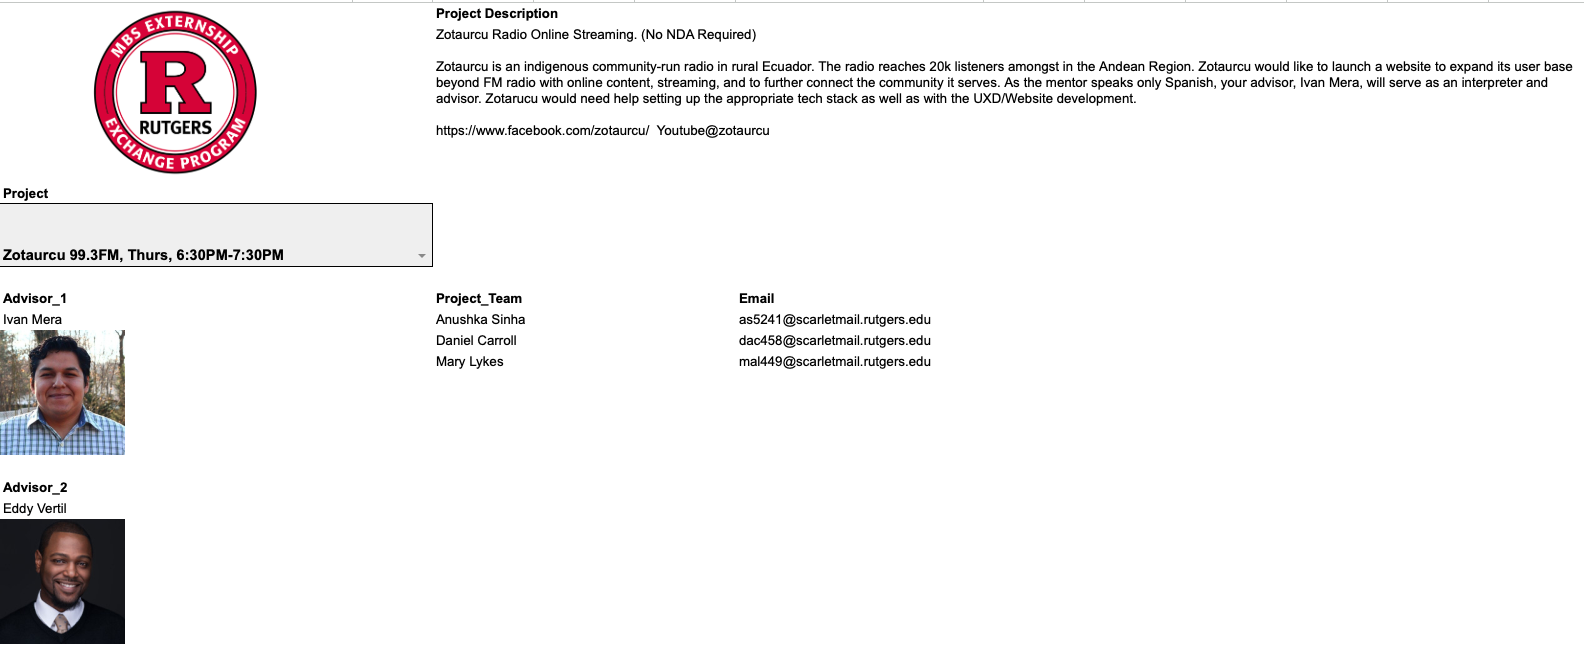 MBS EXTERNSHIP
R
RUTGERS
EXCHANGE PROGRAM
Project Description
Zotaurcu Radio Online Streaming. (No NDA Required)
Zotaurcu is an indigenous community-run radio in rural Ecuador. The radio reaches 20k listeners amongst in the Andean Region. Zotaurcu would like to launch a website to expand its user base
beyond FM radio with online content, streaming, and to further connect the community it serves. As the mentor speaks only Spanish, your advisor, Ivan Mera, will serve as an interpreter and
advisor. Zotarucu would need help setting up the appropriate tech stack as well as with the UXD/Website development.
https://www.facebook.com/zotaurcu/  Youtube@zotaurcu
Project
Zotaurcu 99.3FM, Thurs, 6:30PM-7:30PM
Advisor_1
Ivan Mera
Project_Team
Email
Anushka Sinha
as5241@scarletmail.rutgers.edu
Daniel Carroll
dac458@scarletmail.rutgers.edu
Mary Lykes
mal449@scarletmail.rutgers.edu
Advisor_2
Eddy Vertil